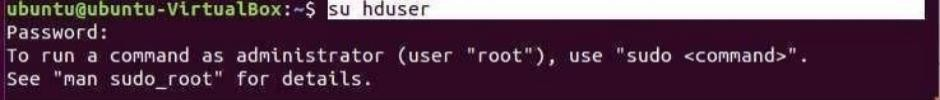 ubuntu@ubuntu-VirtualBox:~$ su hduser
Password:
To run a command as administrator (user "root"), use "sudo <command>".
See "man sudo_root" for details.